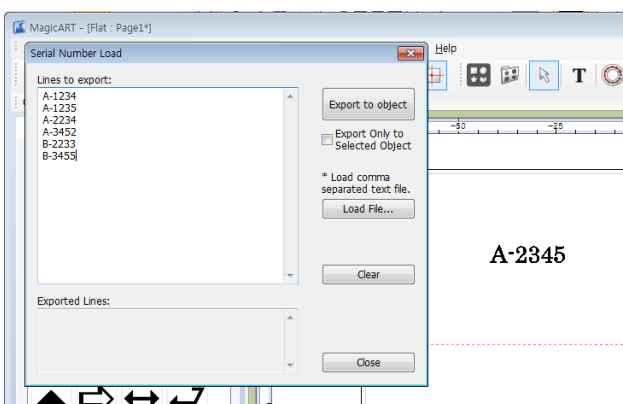 MagicART - [Flat : Page1*]
Serial Number Load
Help
Lines to export:
A-1234
A-1235
A-2234
A-3452
B-2233
B-3455
Export to object
Export Only to
Selected Object
* Load comma
separated text file.
Load File...
Clear
Exported Lines:
Close
T
-50
-25
A-2345